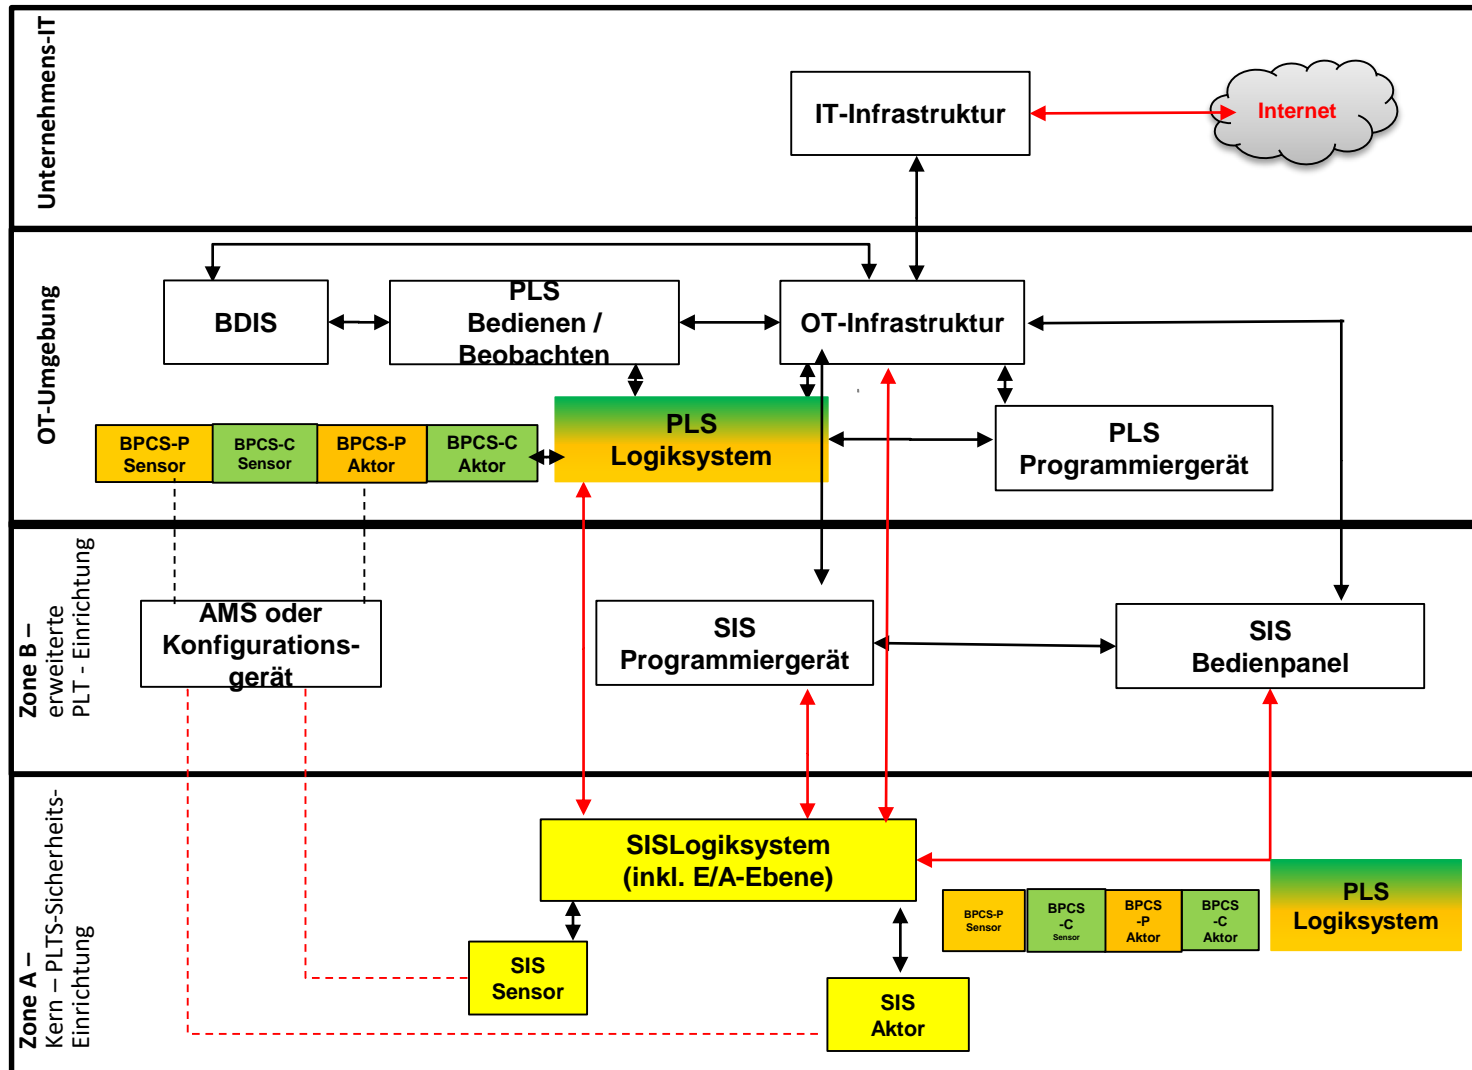 Unternehmens-IT
IT-Infrastruktur
Internet
OT-Umgebung
BDIS
PLS
Bedienen /
Beobachten
OT-Infrastruktur
BPCS-P
Sensor
BPCS-C
Sensor
BPCS-P
Aktor
BPCS-C
Aktor
PLS
Logiksystem
PLS
Programmiergerät
Zone B –
erweiterte
PLT - Einrichtung
AMS oder
Konfigurations-
gerät
SIS
Programmiergerät
SIS
Bedienpanel
Zone A –
Kern – PLTS-Sicherheits-
Einrichtung
SISLogiksystem
(inkl. E/A-Ebene)
SIS
Sensor
SIS
Aktor
BPCS-P
Sensor
BPCS
-C
Sensor
BPCS
-P
Aktor
BPCS
-C
Aktor
PLS
Logiksystem